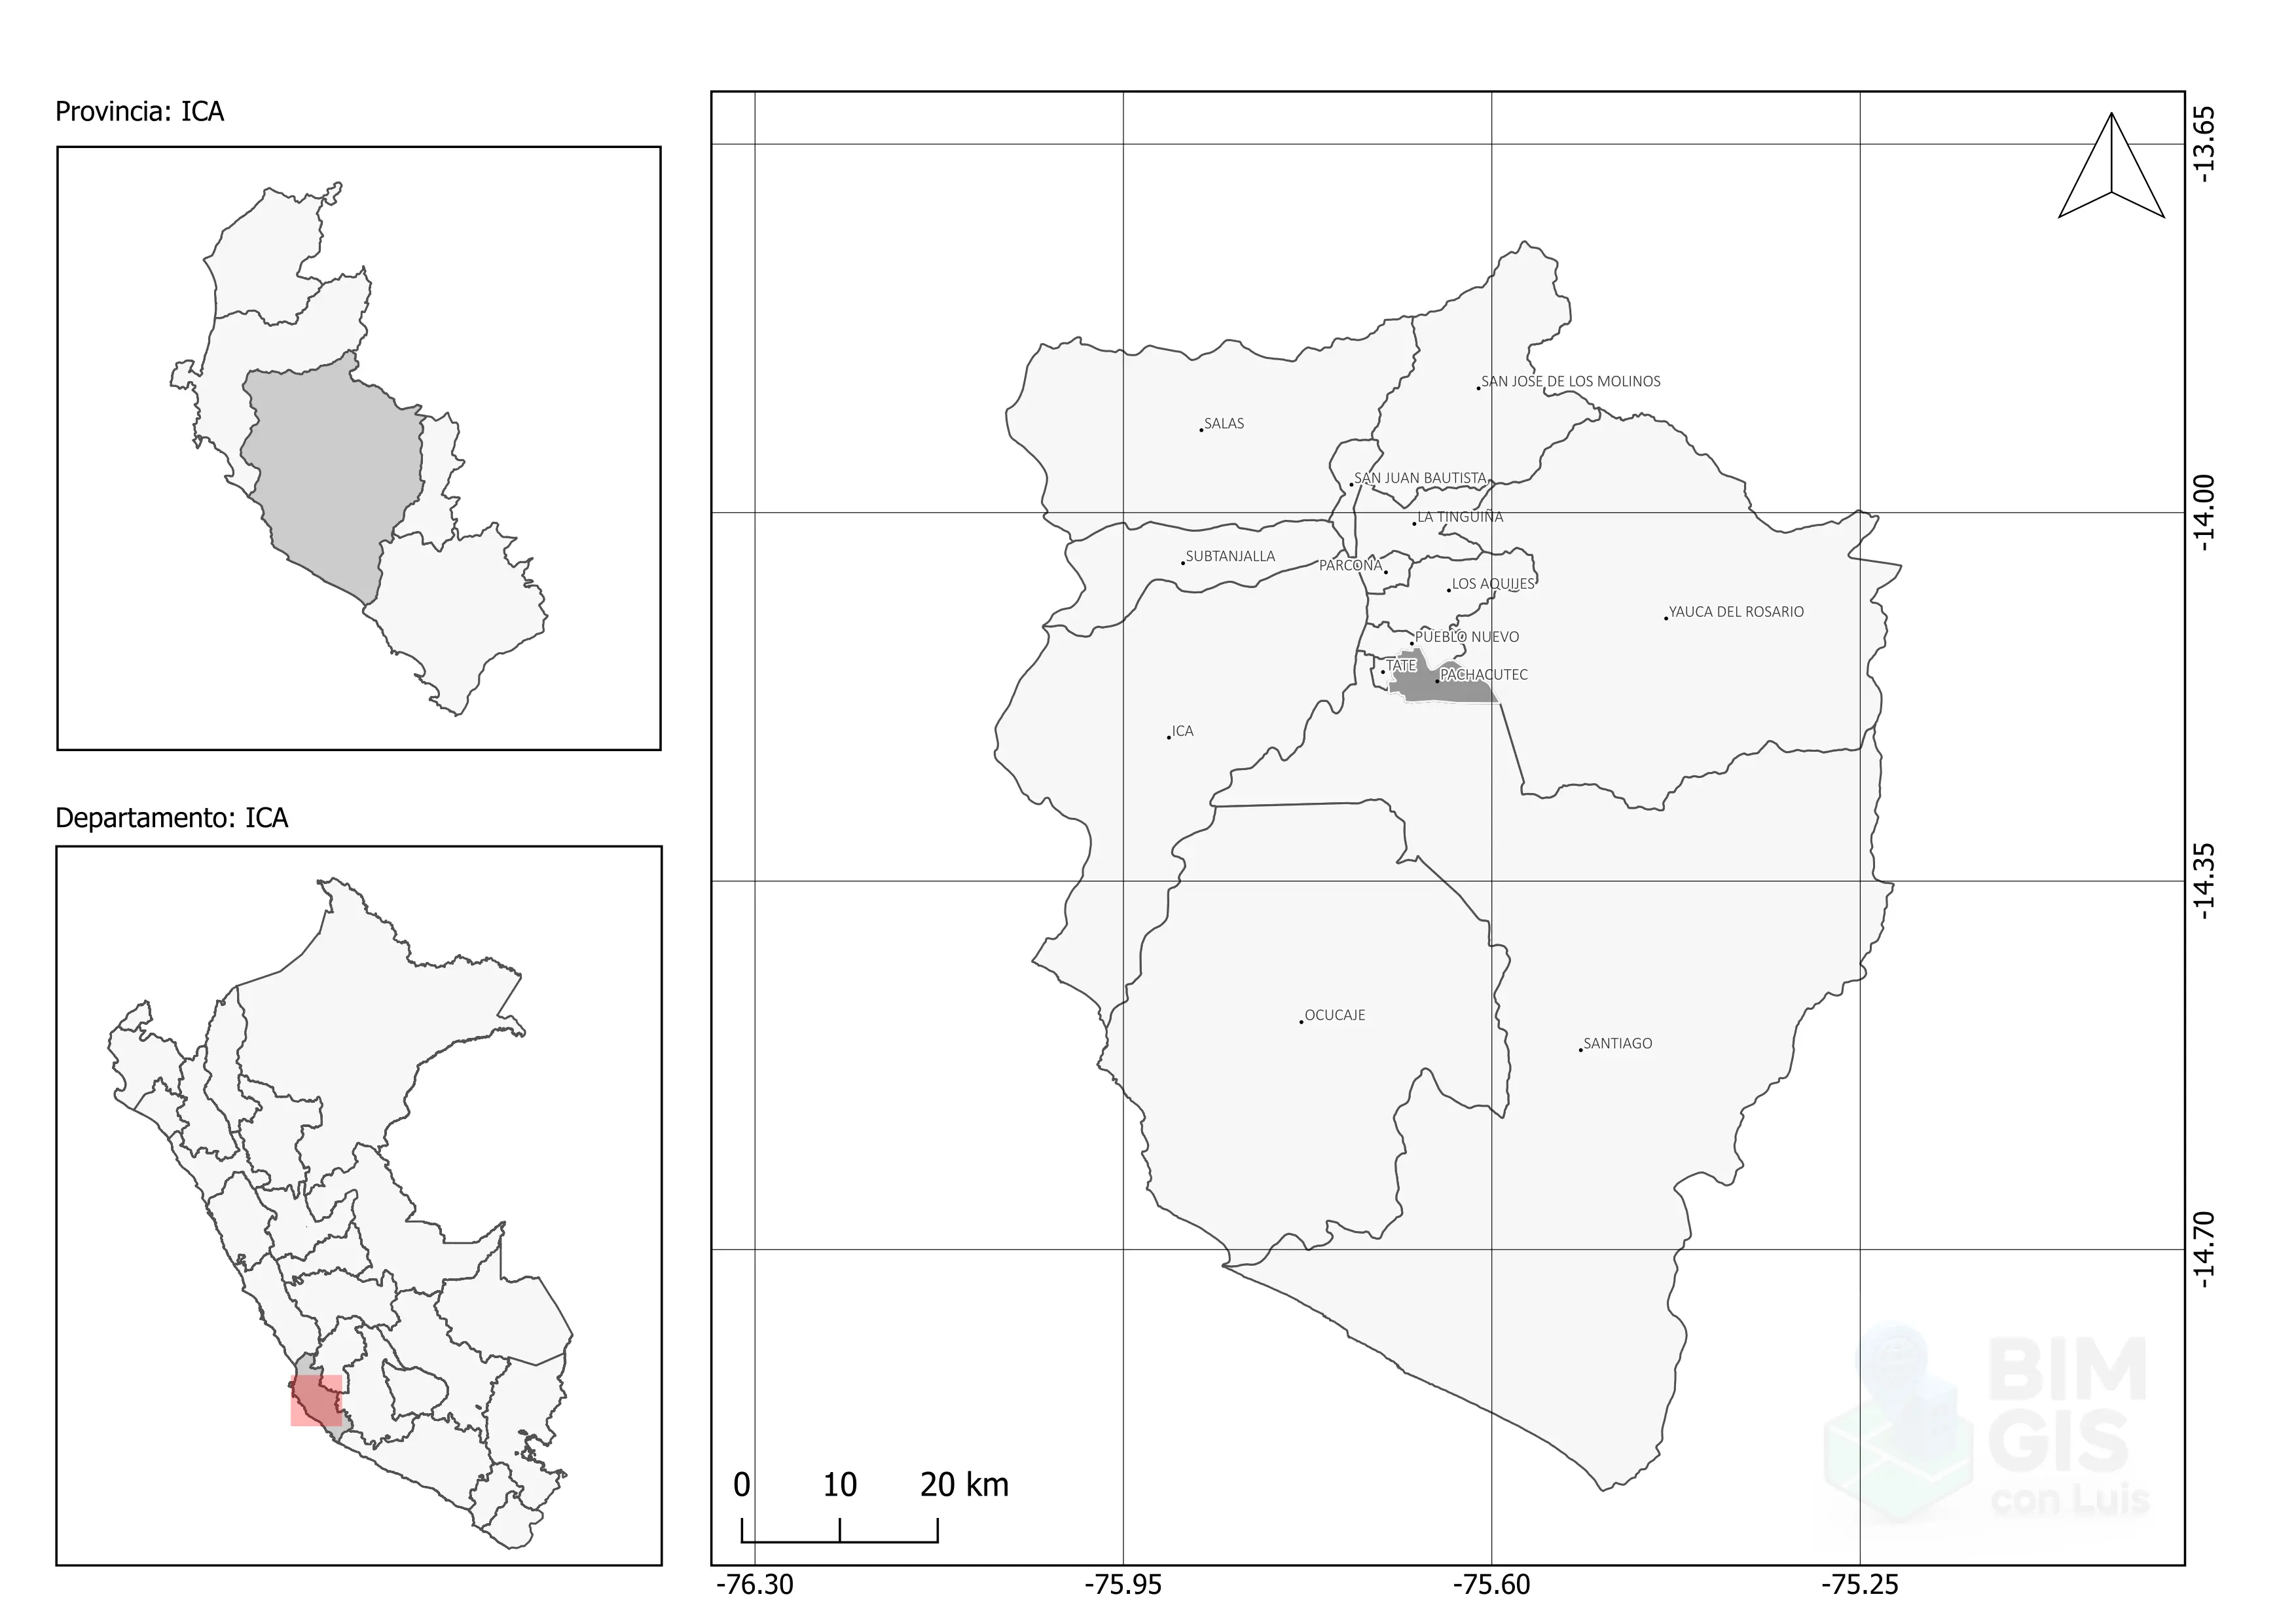 Provincia: ICA
Departamento: ICA
-13.65
SAN JOSE DE LOS MOLINOS
SALAS
SAN JUAN BAUTISTA
-14.00
LA TINGUIÑA
SUBTANJALLA
PARCONA
LOS AQUIJES
YAUCA DEL ROSARIO
PUEBLO NUEVO
TATE
PACHACUTEC
ICA
-14.35
OCUCAJE
SANTIAGO
-14.70
BIM
GIS
con Luis
0 10 20 km
-76.30 -75.95 -75.60 -75.25